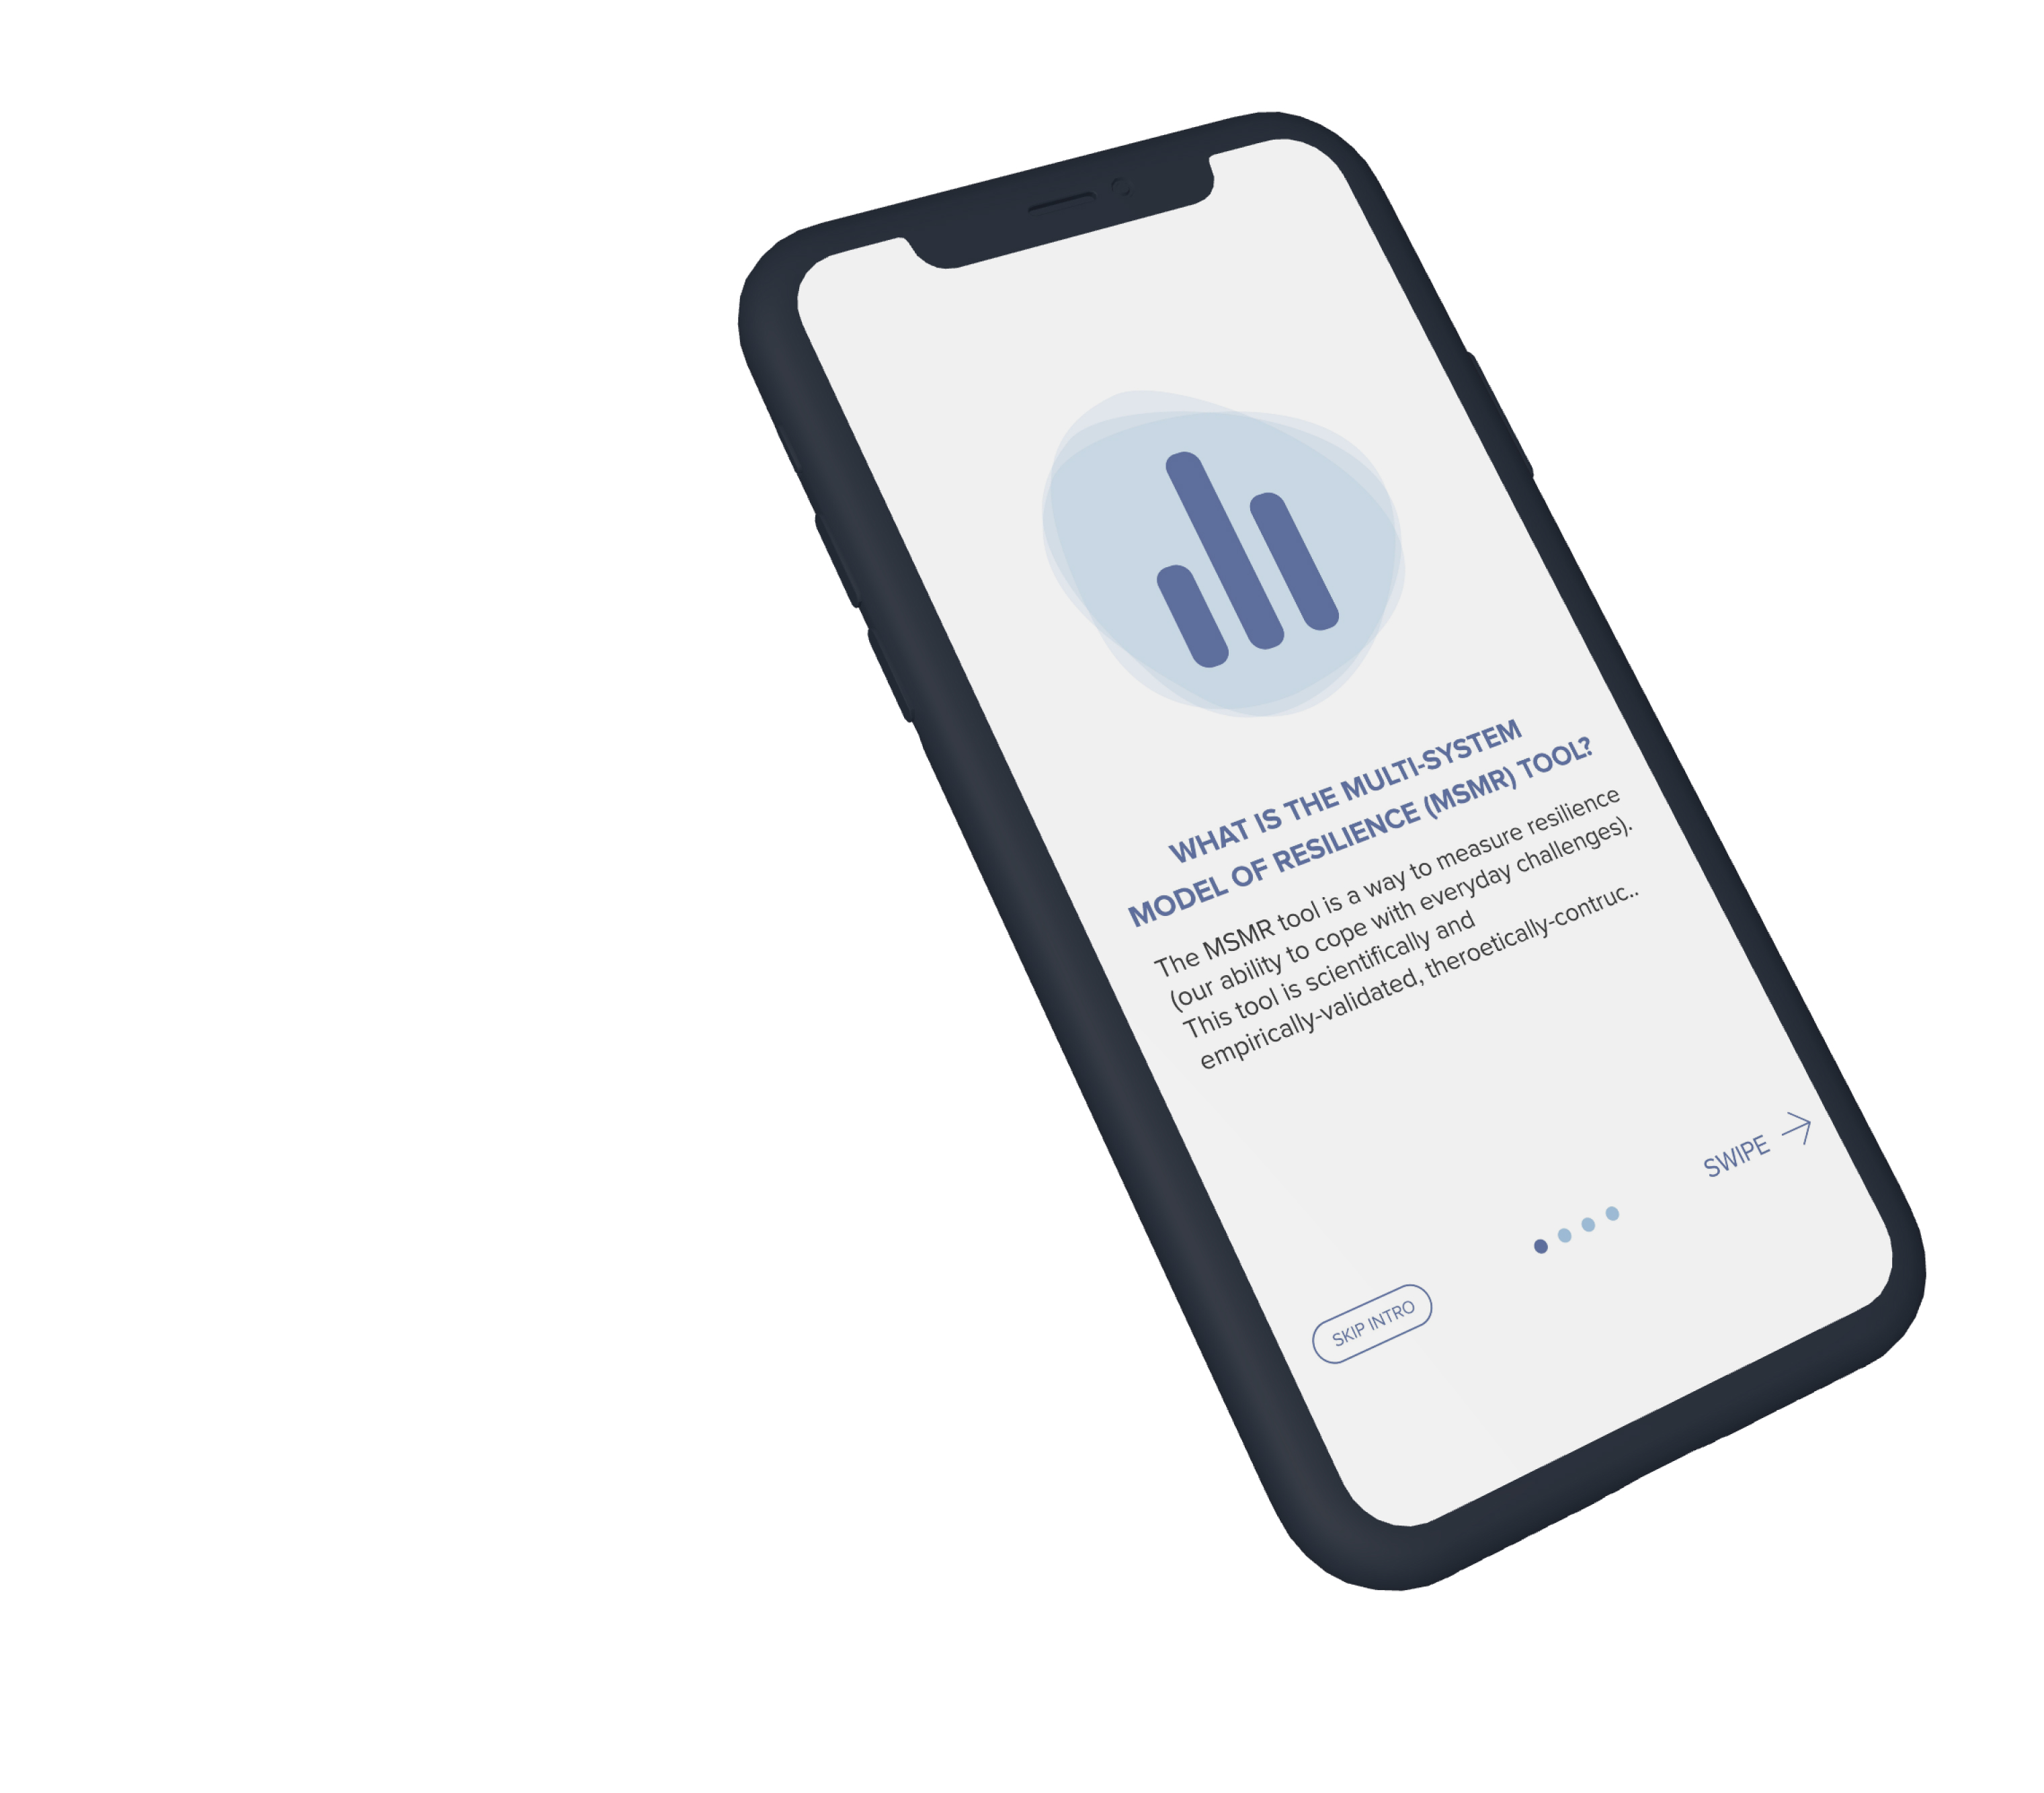 WHAT IS THE MULTI-SYSTEM
MODEL OF RESILIENCE (MSMR) TOOL?
The MSMR tool is a way to measure resilience
(our ability to cope with everyday challenges).
This tool is scientifically and
empirically-validated, theroetically-contruc..
SWIPE
SKIP INTRO